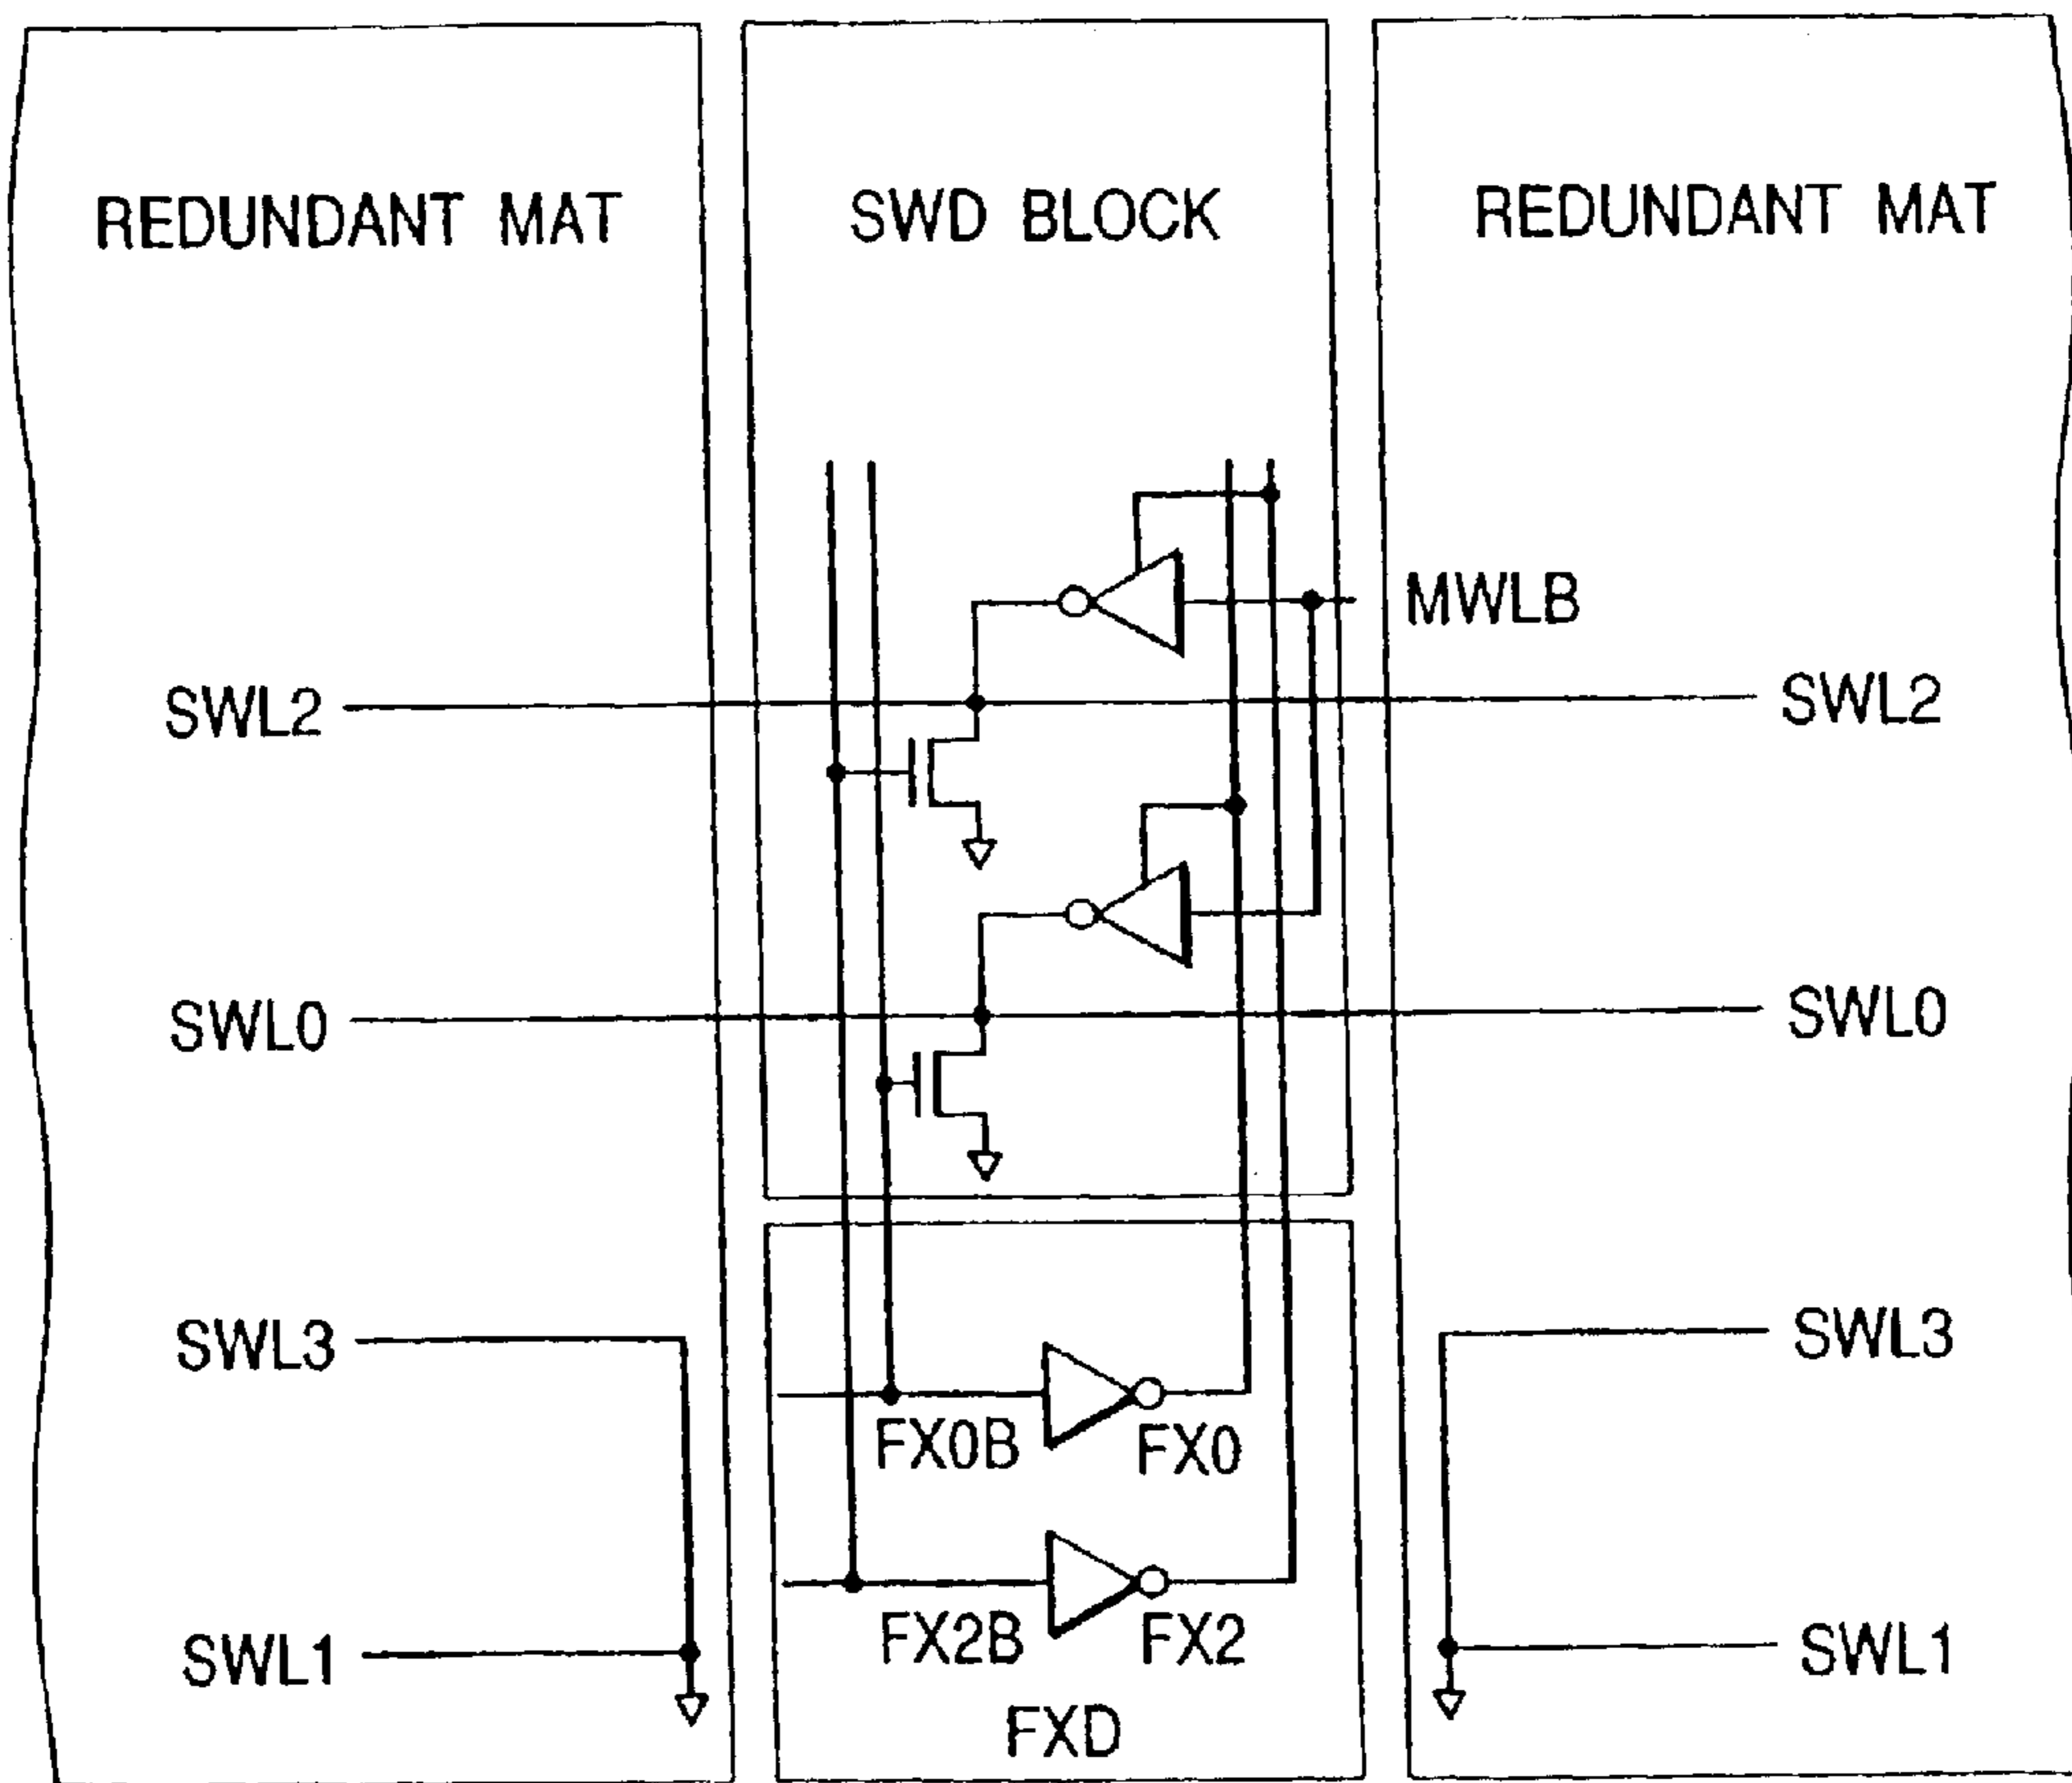 REDUNDANT MAT
SWD BLOCK
REDUNDANT MAT
MWLB
SWL2
SWL2
SWL0
SWL0
SWL3
SWL3
FX0B
FX0
FX2B
FX2
SWL1
SWL1
FXD